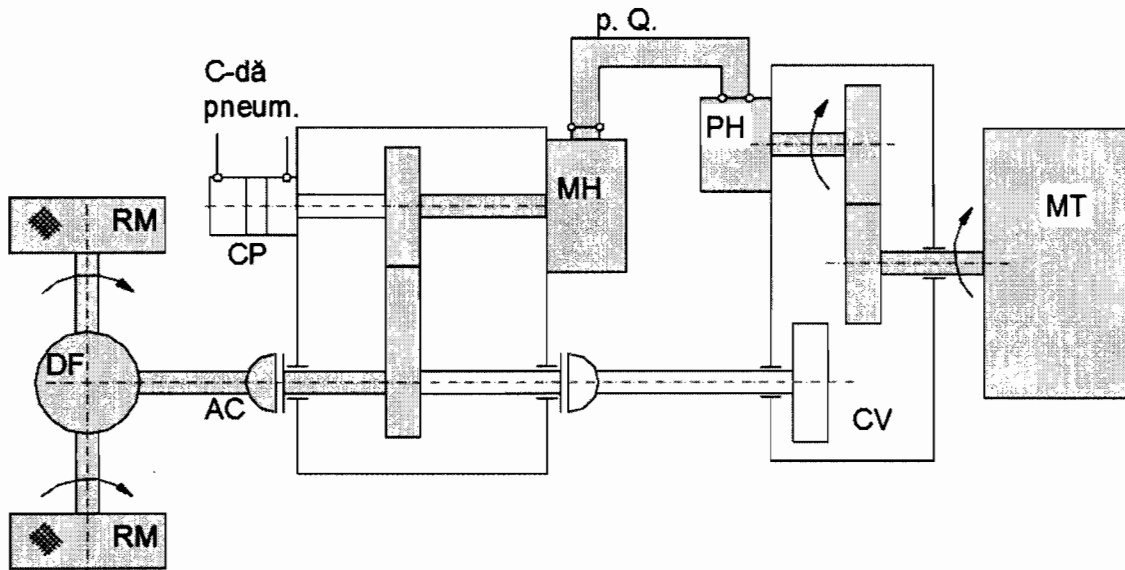 p. Q.
C-dă
pneum.
PH
MH
MT
RM
CP
DF
AC
CV
RM